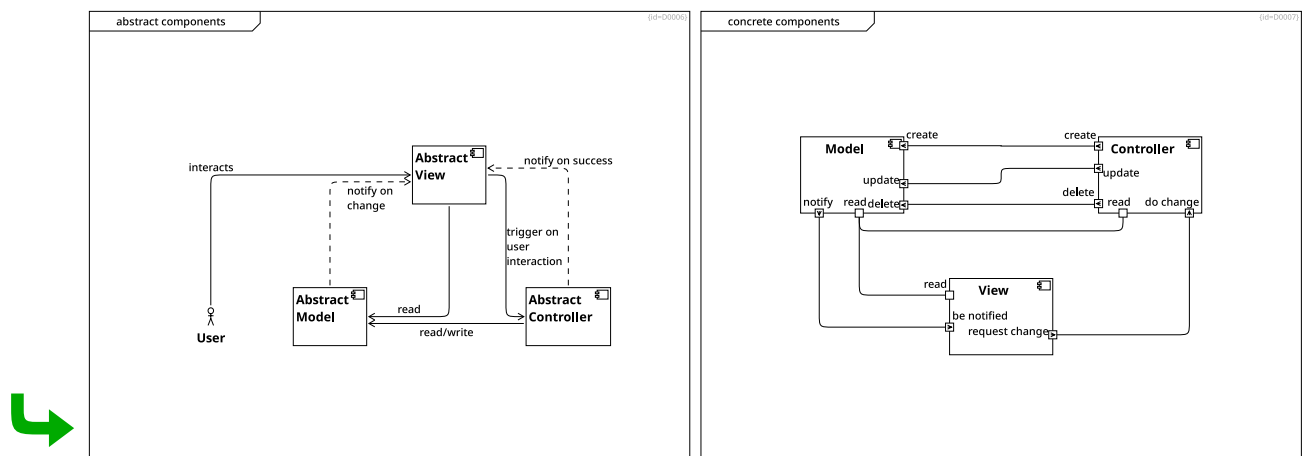 abstract components
{id=D0006}
interacts
Abstract
View
notify on success
notify on
change
trigger on
user
interaction
Abstract
Model
read
read/write
Abstract
Controller
User
concrete components
{id=D0007}
Model
create
update
delete
notify
read
create
Controller
update
delete
read
do change
read
View
be notified
request change